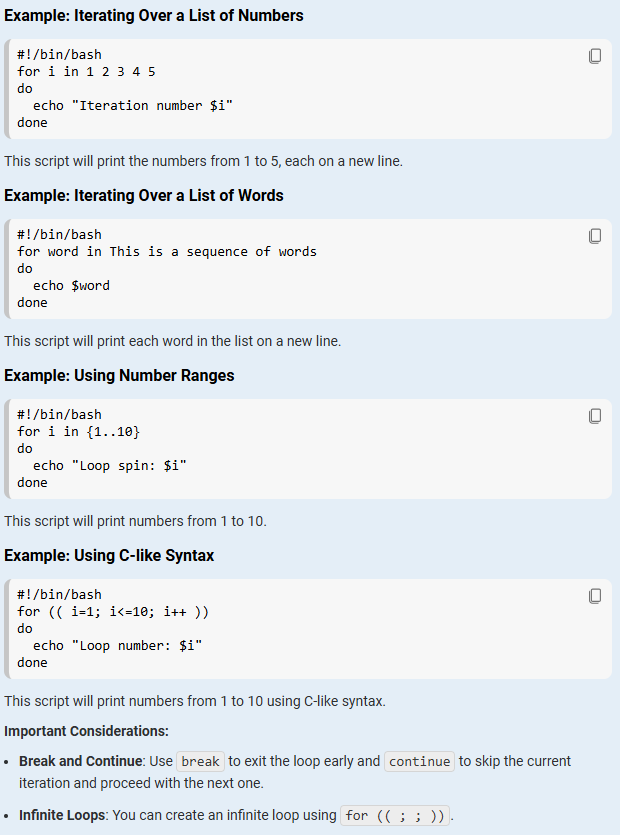 Example: Iterating Over a List of Numbers
#!/bin/bash
for i in 1 2 3 4 5
do
  echo "Iteration number $i"
done
This script will print the numbers from 1 to 5, each on a new line.
Example: Iterating Over a List of Words
#!/bin/bash
for word in This is a sequence of words
do
  echo $word
done
This script will print each word in the list on a new line.
Example: Using Number Ranges
#!/bin/bash
for i in {1..10}
do
  echo "Loop spin: $i"
done
This script will print numbers from 1 to 10.
Example: Using C-like Syntax
#!/bin/bash
for (( i=1; i<=10; i++ ))
do
  echo "Loop number: $i"
done
This script will print numbers from 1 to 10 using C-like syntax.
Important Considerations:
• Break and Continue: Use break to exit the loop early and continue to skip the current
iteration and proceed with the next one.
• Infinite Loops: You can create an infinite loop using for (( ; ; )).